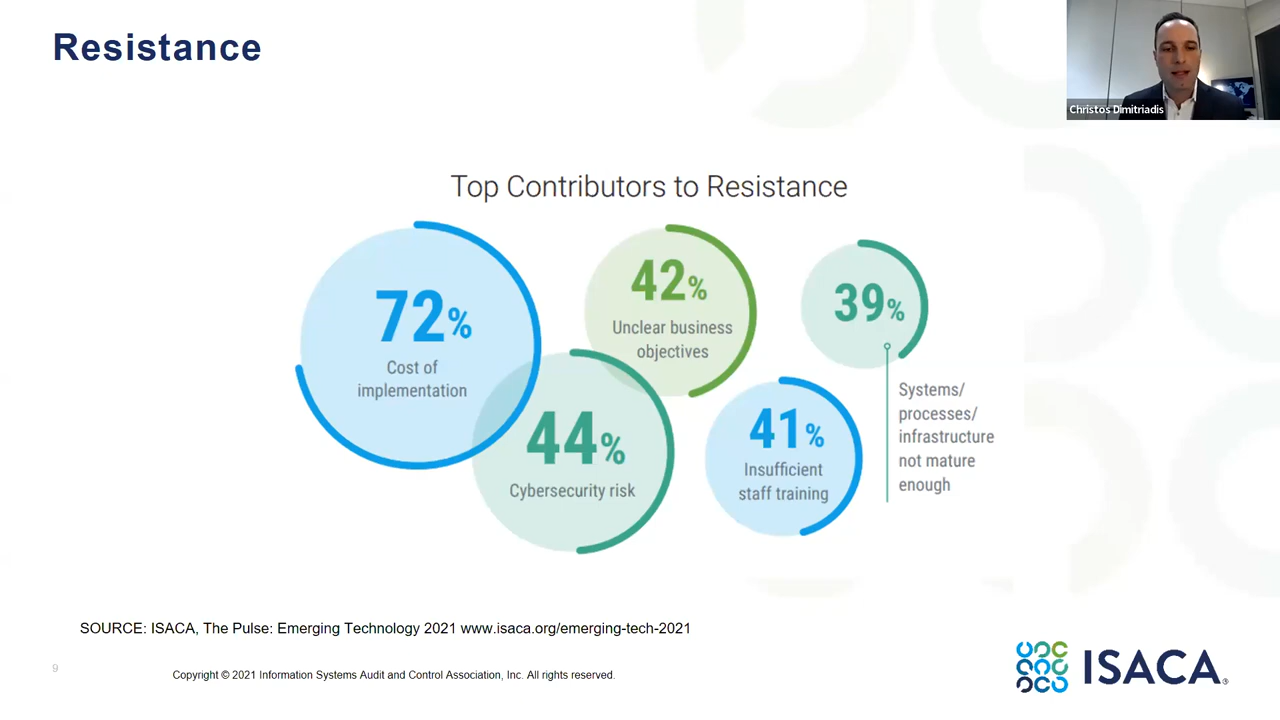 Resistance
Christos Dimitriadis
Top Contributors to Resistance
72%
Cost of
implementation
44%
Cybersecurity risk
42%
Unclear business
objectives
41%
Insufficient
staff training
39%
Systems/
processes/
infrastructure
not mature
enough
SOURCE: ISACA, The Pulse: Emerging Technology 2021 www.isaca.org/emerging-tech-2021
9
Copyright © 2021 Information Systems Audit and Control Association, Inc. All rights reserved.
ISACA®